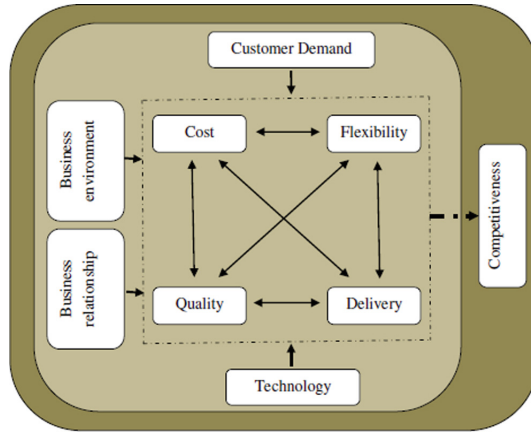 Customer Demand
Cost
Flexibility
Business
environment
Competitiveness
Business
relationship
Quality
Delivery
Technology